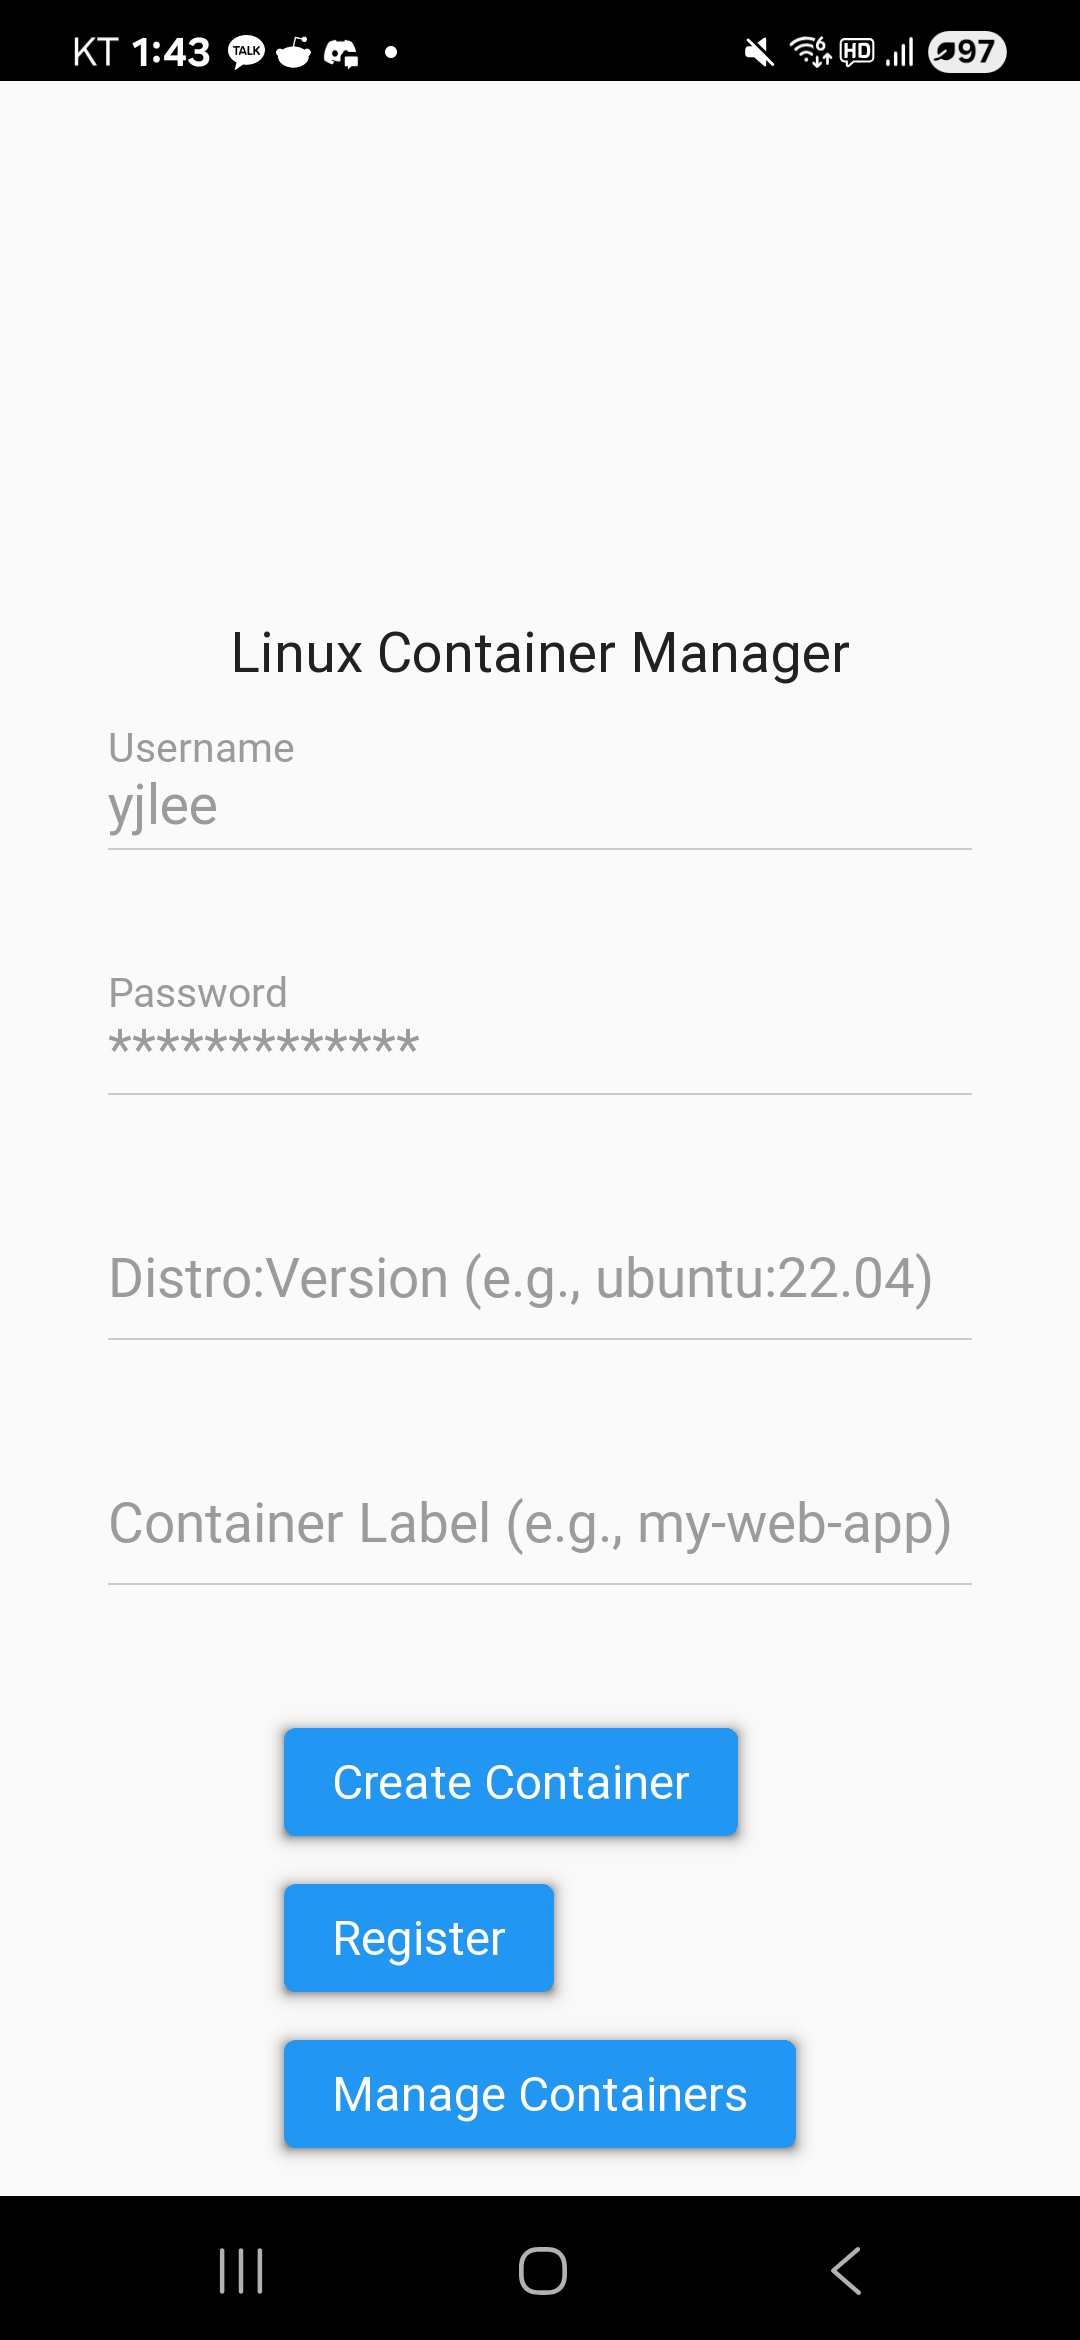 KT 1:43 TALK 6 HD 97
Linux Container Manager
Username
yjlee
Password
*************
Distro:Version (e.g., ubuntu:22.04)
Container Label (e.g., my-web-app)
Create Container
Register
Manage Containers